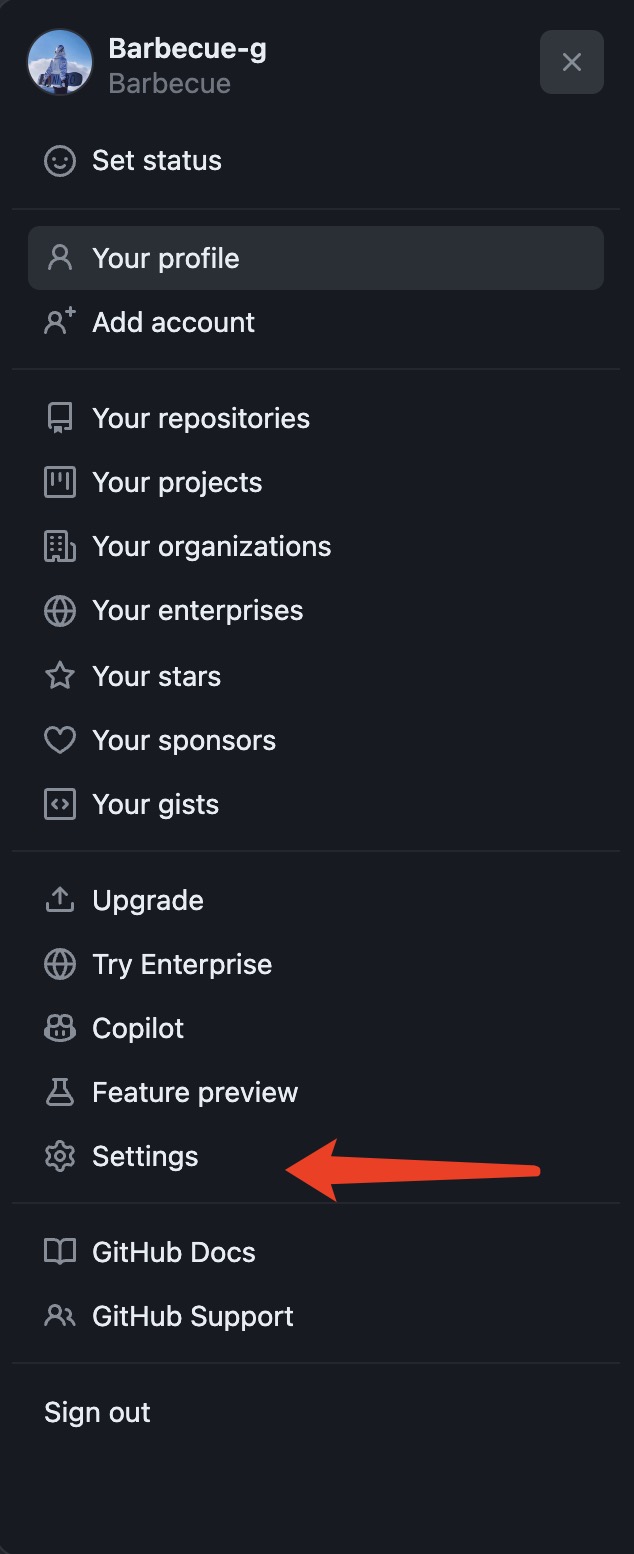 Barbecue-g
Barbecue
Set status
Your profile
Add account
Your repositories
Your projects
Your organizations
Your enterprises
Your stars
Your sponsors
Your gists
Upgrade
Try Enterprise
Copilot
Feature preview
Settings
GitHub Docs
GitHub Support
Sign out